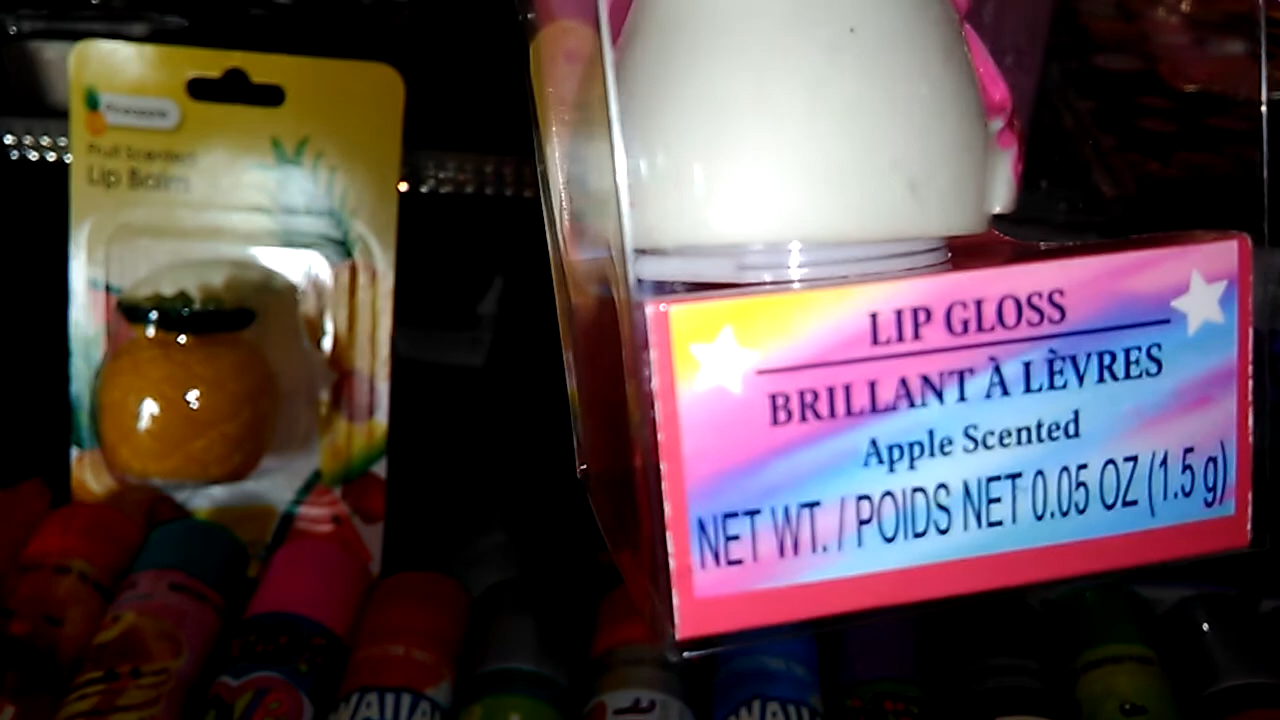 Pineapple
Fruit Scented
Lip Balm
LIP GLOSS
BRILLANT À LÈVRES
Apple Scented
NET WT. / POIDS NET 0.05 OZ (1.5 g)